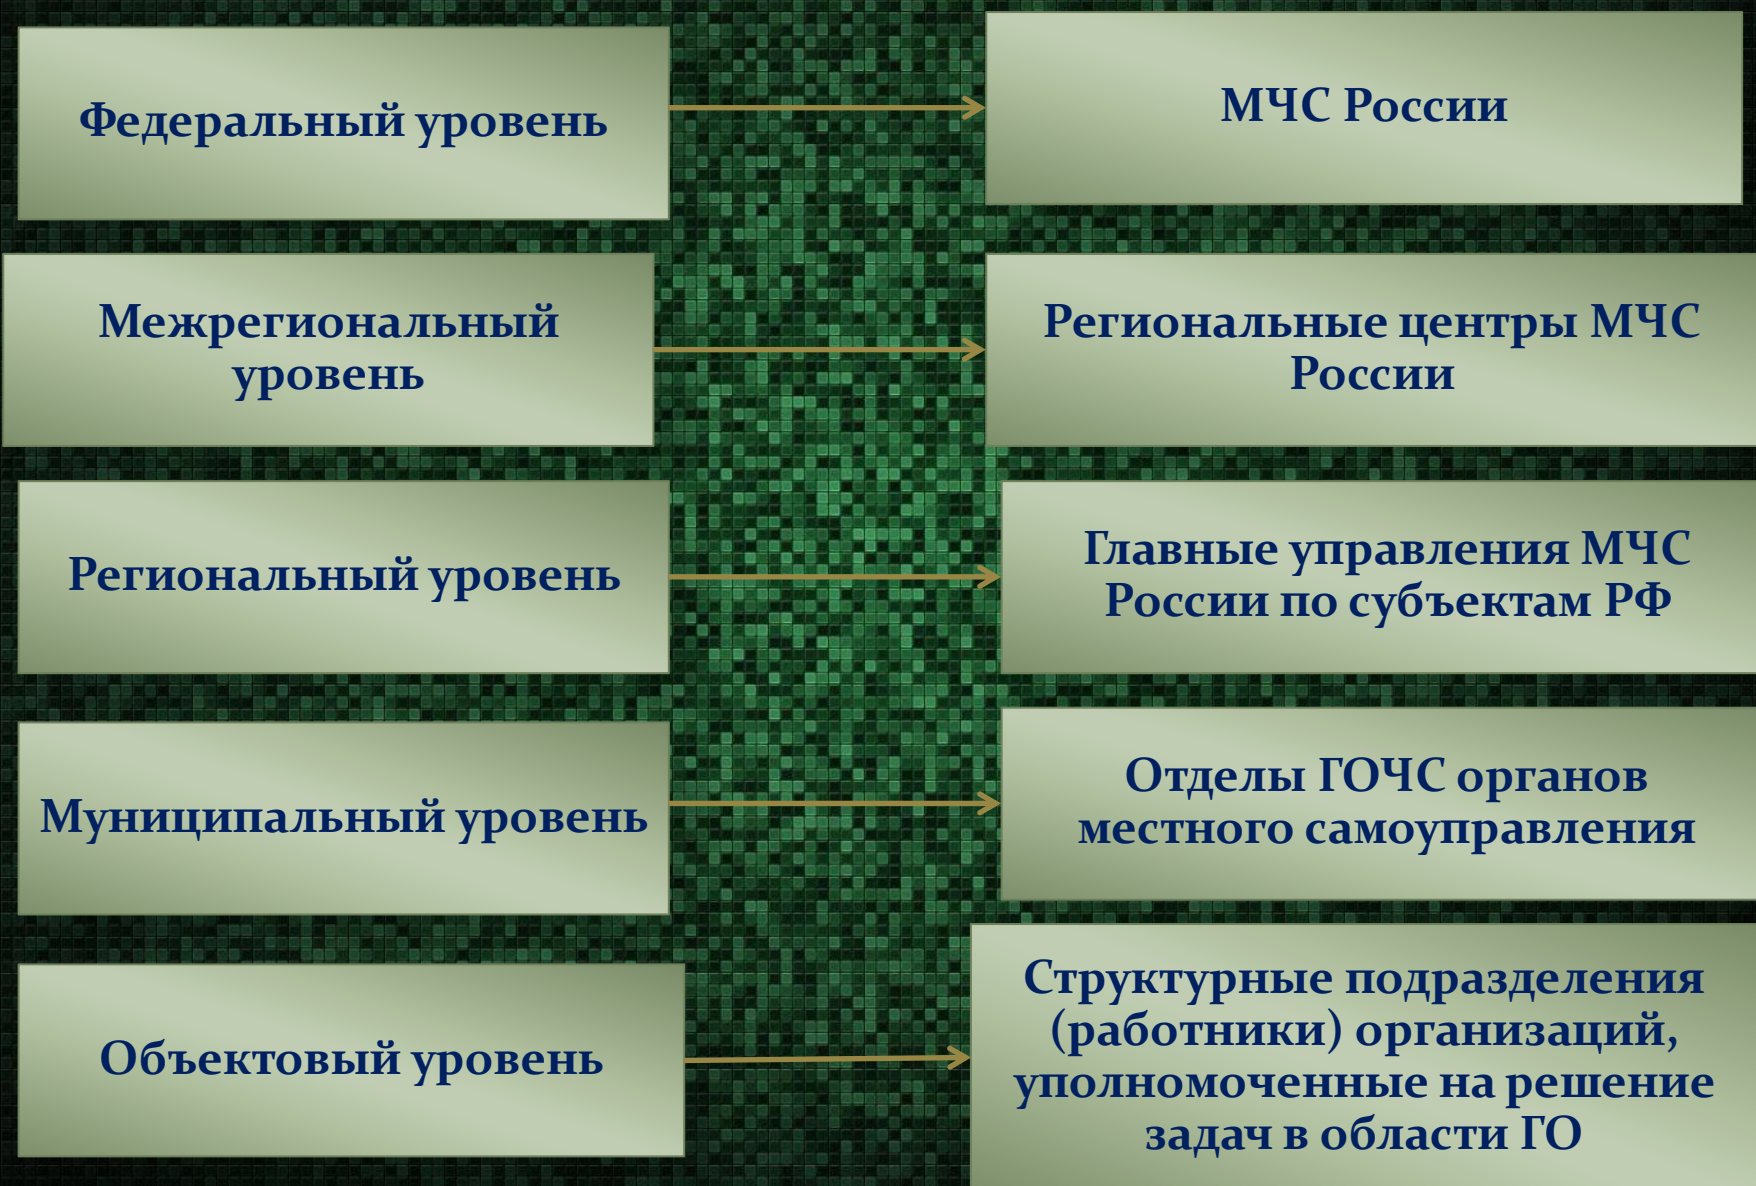 Федеральный уровень
МЧС России
Межрегиональный
уровень
Региональные центры МЧС
России
Региональный уровень
Главные управления МЧС
России по субъектам РФ
Муниципальный уровень
Отделы ГОЧС органов
местного самоуправления
Объектовый уровень
Структурные подразделения
(работники) организаций,
уполномоченные на решение
задач в области ГО